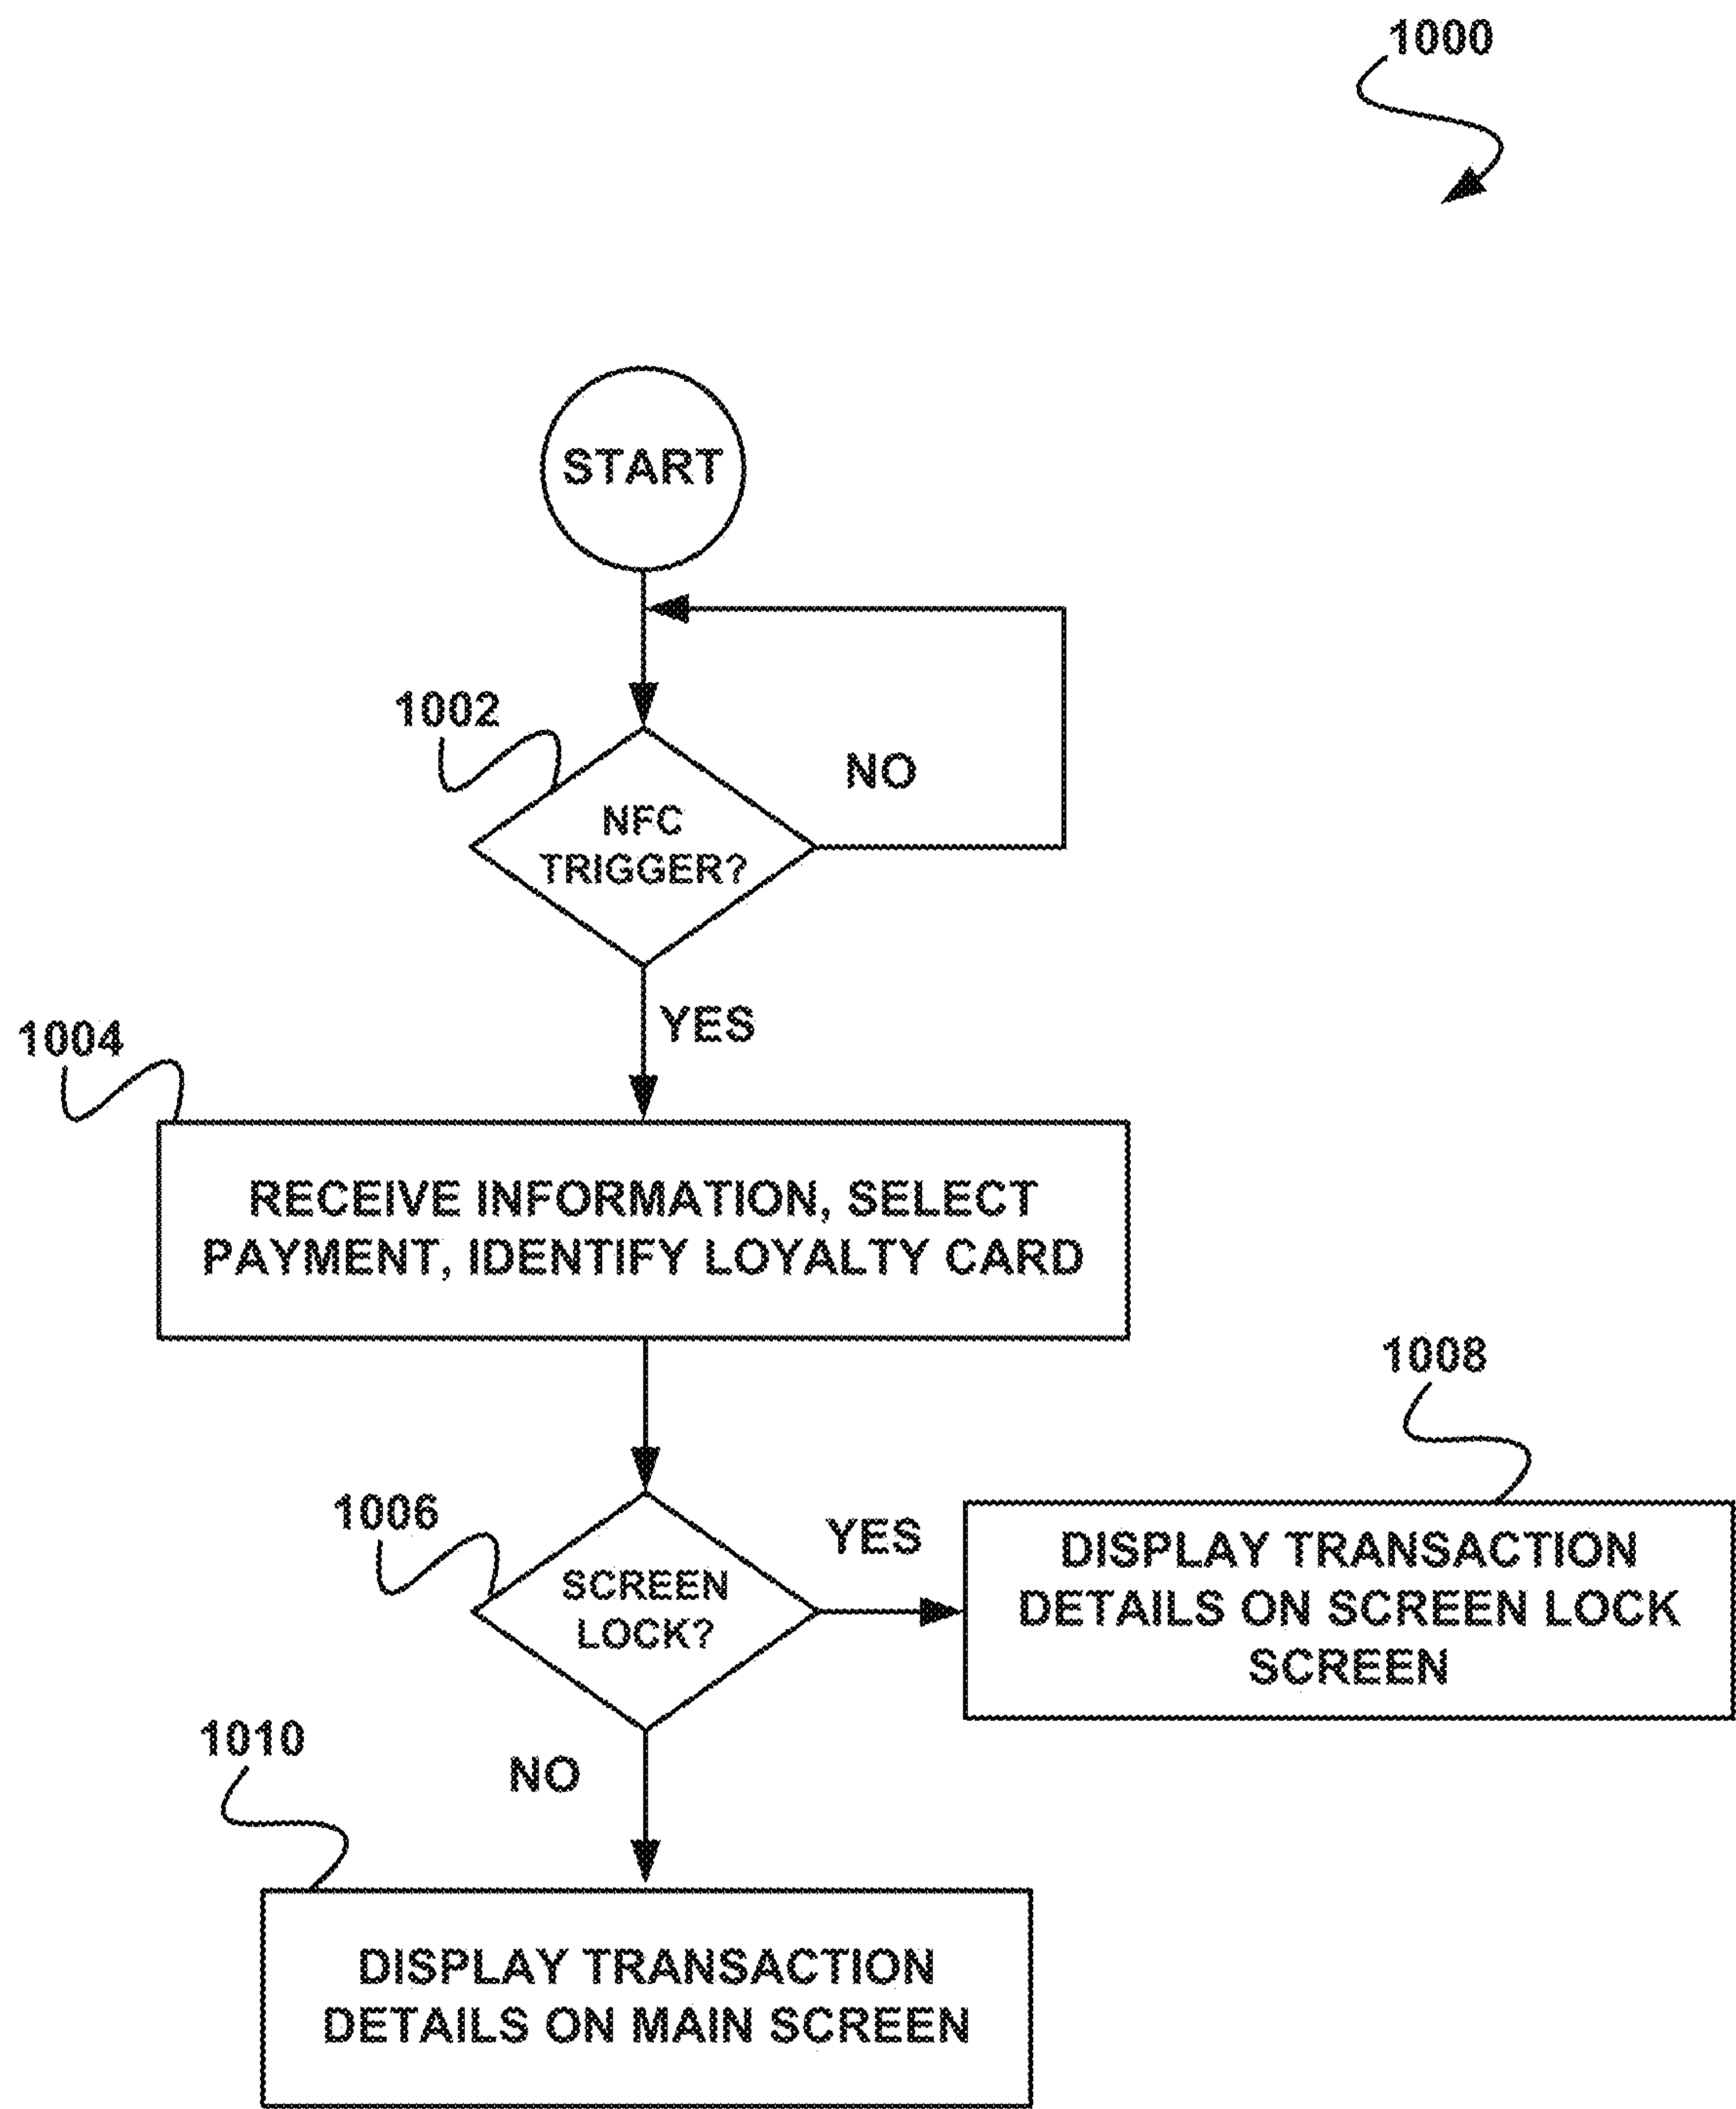 1000
START
1002
NO
NFC
TRIGGER?
YES
1004
RECEIVE INFORMATION, SELECT
PAYMENT, IDENTIFY LOYALTY CARD
1008
1006
YES
SCREEN
LOCK?
DISPLAY TRANSACTION
DETAILS ON SCREEN LOCK
SCREEN
1010
NO
DISPLAY TRANSACTION
DETAILS ON MAIN SCREEN